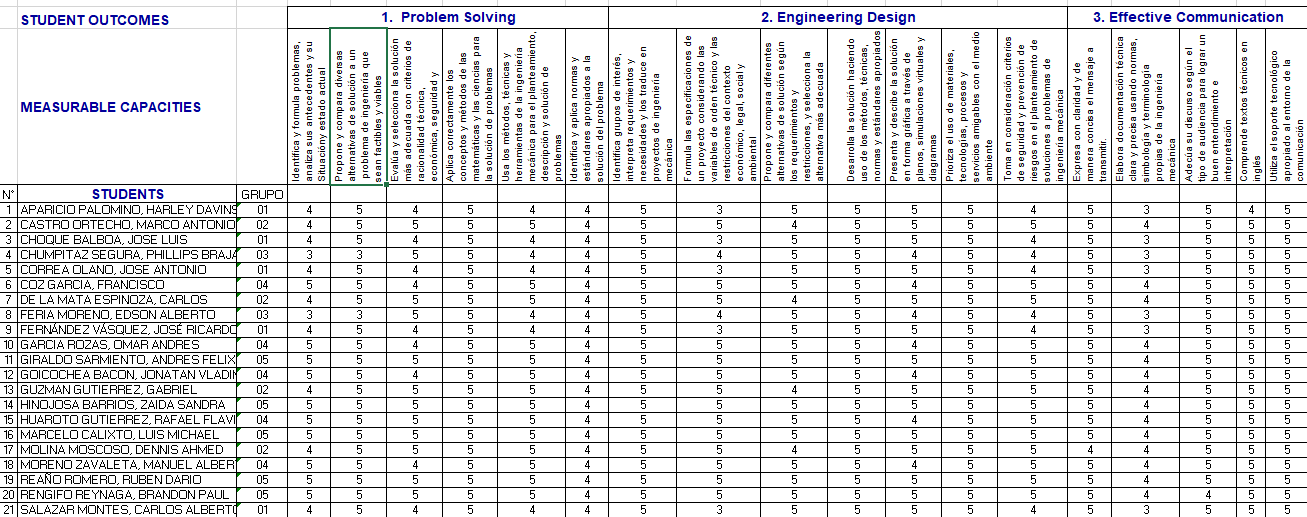 STUDENT OUTCOMES
1. Problem Solving
2. Engineering Design
3. Effective Communication
MEASURABLE CAPACITIES
Identifica y formula problemas,
analiza sus antecedentes y su
Situacióny estado actual
Propone y compara diversas
alternativas de solución a un
problema de ingeniería que
sean factibles y viables
Evalúa y selecciona la solución
más adecuada con criterios de
racionalidad técnica,
económica, seguridad y
Aplica correctamente los
conceptos y métodos de las
matemáticas y las ciencias para
la solución de problemas
Usa los métodos, técnicas y
herramientas de la ingeniería
mecánica para el planteamiento,
descripción y solución de
problemas
Identifica y aplica normas y
estándares apropiados a la
solución del problema
Identifica grupos de interés,
interpreta requerimientos y
necesidades y los traduce en
proyectos de ingeniería
mecánica
Formula las especificaciones de
un proyecto considerando las
variables de orden técnico y las
restricciones del contexto
económico, legal, social y
ambiental
Propone y compara diferentes
alternativas de solución según
los requerimientos y
restricciones, y selecciona la
alternativa más adecuada
Desarrolla la solución haciendo
uso de los métodos, técnicas,
normas y estándares apropiados
Presenta y describe la solución
en forma gráfica a través de
planos, simulaciones virtuales y
diagramas
Prioriza el uso de materiales,
tecnologías, procesos y
servicios amigables con el medio
ambiente
Toma en consideración criterios
de seguridad y prevención de
riesgos en el planteamiento de
soluciones a problemas de
ingeniería mecánica
Expresa con claridad y de
manera concisa el mensaje a
transmitir.
Elabora documentación técnica
clara y precisa usando normas,
simbología y terminología
propias de la ingeniería
mecánica
Adecúa su discurso según el
tipo de audiencia para lograr un
buen entendimiento e
interpretación
Comprende textos técnicos en
inglés
Utiliza el soporte tecnológico
apropiado al entorno de la
comunicación
N° STUDENTS GRUPO
1 APARICIO PALOMINO, HARLEY DAVINS 01 4 5 4 5 4 4 5 3 5 5 5 5 4 5 3 5 4 5
2 CASTRO ORTECHO, MARCO ANTONIO 02 4 5 5 5 5 4 5 5 4 5 5 5 5 5 4 5 5 5
3 CHOQUE BALBOA, JOSE LUIS 01 4 5 4 5 4 4 5 3 5 5 5 5 4 5 3 5 5 5
4 CHUMPITAZ SEGURA, PHILLIPS BRAJA 03 3 3 5 5 4 4 5 4 5 5 4 5 4 5 3 5 5 5
5 CORREA OLANO, JOSE ANTONIO 01 4 5 4 5 4 4 5 3 5 5 5 5 4 5 3 5 5 5
6 COZ GARCIA, FRANCISCO 04 5 5 4 5 5 4 5 5 5 5 4 5 5 5 4 5 5 5
7 DE LA MATA ESPINOZA, CARLOS 02 4 5 5 5 5 4 5 5 4 5 5 5 5 5 4 5 5 5
8 FERIA MORENO, EDSON ALBERTO 03 3 3 5 5 4 4 5 4 5 5 4 5 4 5 3 5 5 5
9 FERNÁNDEZ VÁSQUEZ, JOSÉ RICARDO 01 4 5 4 5 4 4 5 3 5 5 5 5 4 5 3 5 5 5
10 GARCIA ROZAS, OMAR ANDRES 04 5 5 4 5 5 4 5 5 5 5 4 5 5 5 4 5 5 5
11 GIRALDO SARMIENTO, ANDRES FELIX 05 5 5 5 5 5 4 5 5 5 5 5 5 5 5 4 5 5 5
12 GOICOCHEA BACON, JONATAN VLADIN 04 5 5 4 5 5 4 5 5 5 5 4 5 5 5 4 5 5 5
13 GUZMAN GUTIERREZ, GABRIEL 02 4 5 5 5 5 4 5 5 4 5 5 5 5 5 4 5 5 5
14 HINOJOSA BARRIOS, ZAIDA SANDRA 05 5 5 5 5 5 4 5 5 5 5 5 5 5 5 4 5 5 5
15 HUAROTO GUTIERREZ, RAFAEL FLAVI 04 5 5 4 5 5 4 5 5 5 5 4 5 5 5 4 5 5 5
16 MARCELO CALIXTO, LUIS MICHAEL 05 5 5 5 5 5 4 5 5 5 5 5 5 5 5 4 5 5 5
17 MOLINA MOSCOSO, DENNIS AHMED 02 4 5 5 5 5 4 5 5 4 5 5 5 5 4 4 5 5 5
18 MORENO ZAVALETA, MANUEL ALBER 04 5 5 4 5 5 4 5 5 5 5 4 5 5 5 4 5 5 5
19 REAÑO ROMERO, RUBEN DARIO 05 5 5 5 5 5 4 5 5 5 5 5 5 5 5 4 5 5 5
20 RENGIFO REYNAGA, BRANDON PAUL 05 5 5 5 5 5 4 5 5 5 5 5 5 5 5 4 4 5 5
21 SALAZAR MONTES, CARLOS ALBERTO 01 4 5 4 5 4 4 5 3 5 5 5 5 4 5 3 5 5 5